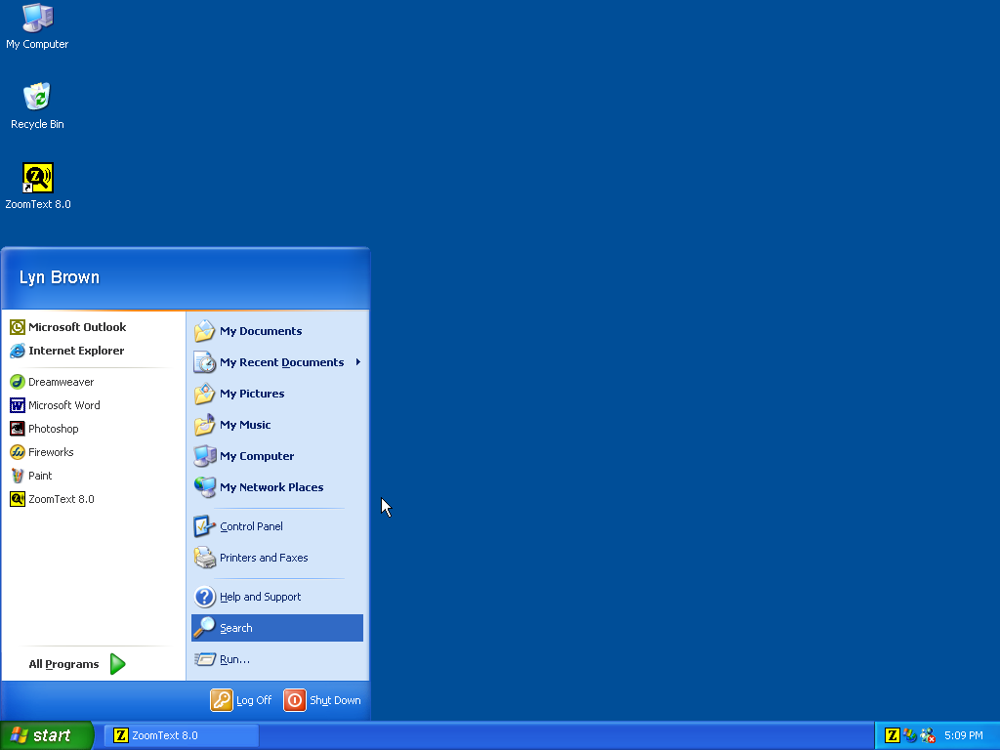 My Computer
Recycle Bin
ZoomText 8.0
Lyn Brown
Microsoft Outlook
Internet Explorer
Dreamweaver
Microsoft Word
Photoshop
Fireworks
Paint
ZoomText 8.0
All Programs
My Documents
My Recent Documents
My Pictures
My Music
My Computer
My Network Places
Control Panel
Printers and Faxes
Help and Support
Search
Run...
Log Off
Shut Down
start
ZoomText 8.0
5:09 PM